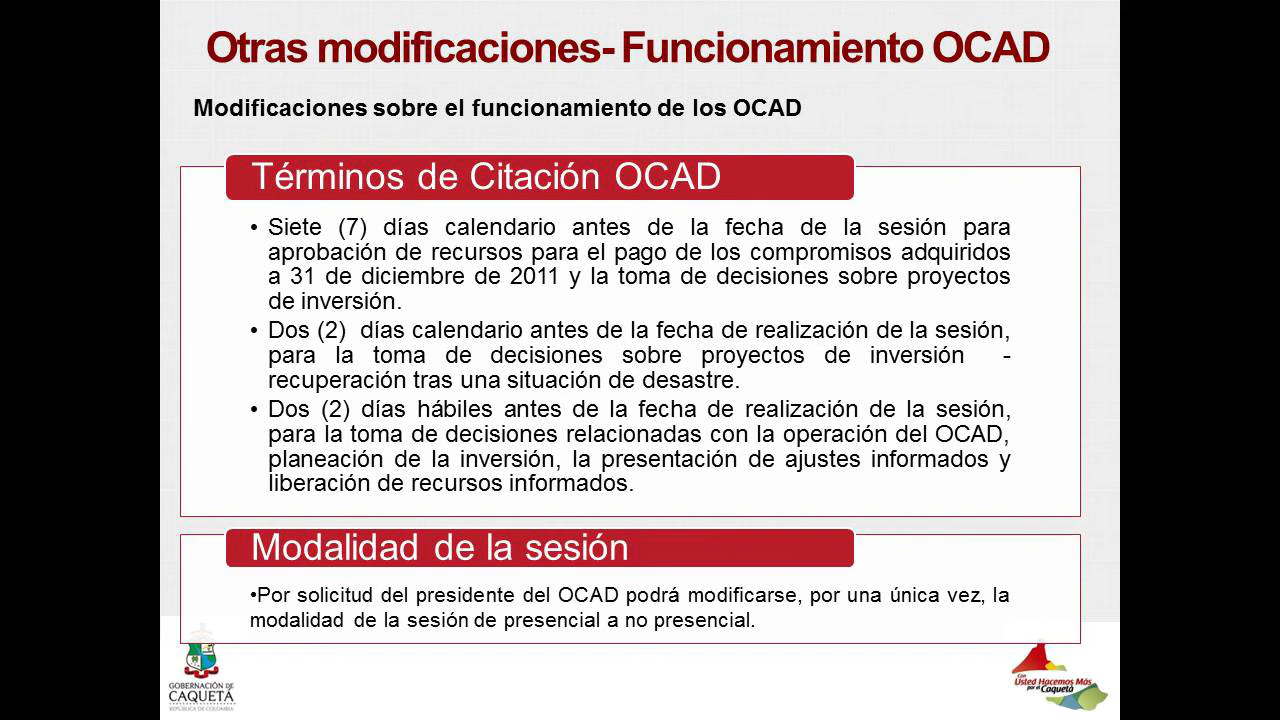 Otras modificaciones- Funcionamiento OCAD
Modificaciones sobre el funcionamiento de los OCAD
Términos de Citación OCAD
• Siete (7) días calendario antes de la fecha de la sesión para
aprobación de recursos para el pago de los compromisos adquiridos
a 31 de diciembre de 2011 y la toma de decisiones sobre proyectos
de inversión.
• Dos (2) días calendario antes de la fecha de realización de la sesión,
para la toma de decisiones sobre proyectos de inversión -
recuperación tras una situación de desastre.
• Dos (2) días hábiles antes de la fecha de realización de la sesión,
para la toma de decisiones relacionadas con la operación del OCAD,
planeación de la inversión, la presentación de ajustes informados y
liberación de recursos informados.
Modalidad de la sesión
•Por solicitud del presidente del OCAD podrá modificarse, por una única vez, la
modalidad de la sesión de presencial a no presencial.
GOBERNACIÓN DE
CAQUETÁ
REPÚBLICA DE COLOMBIA
Con
Usted Hacemos Más
por el Caquetá